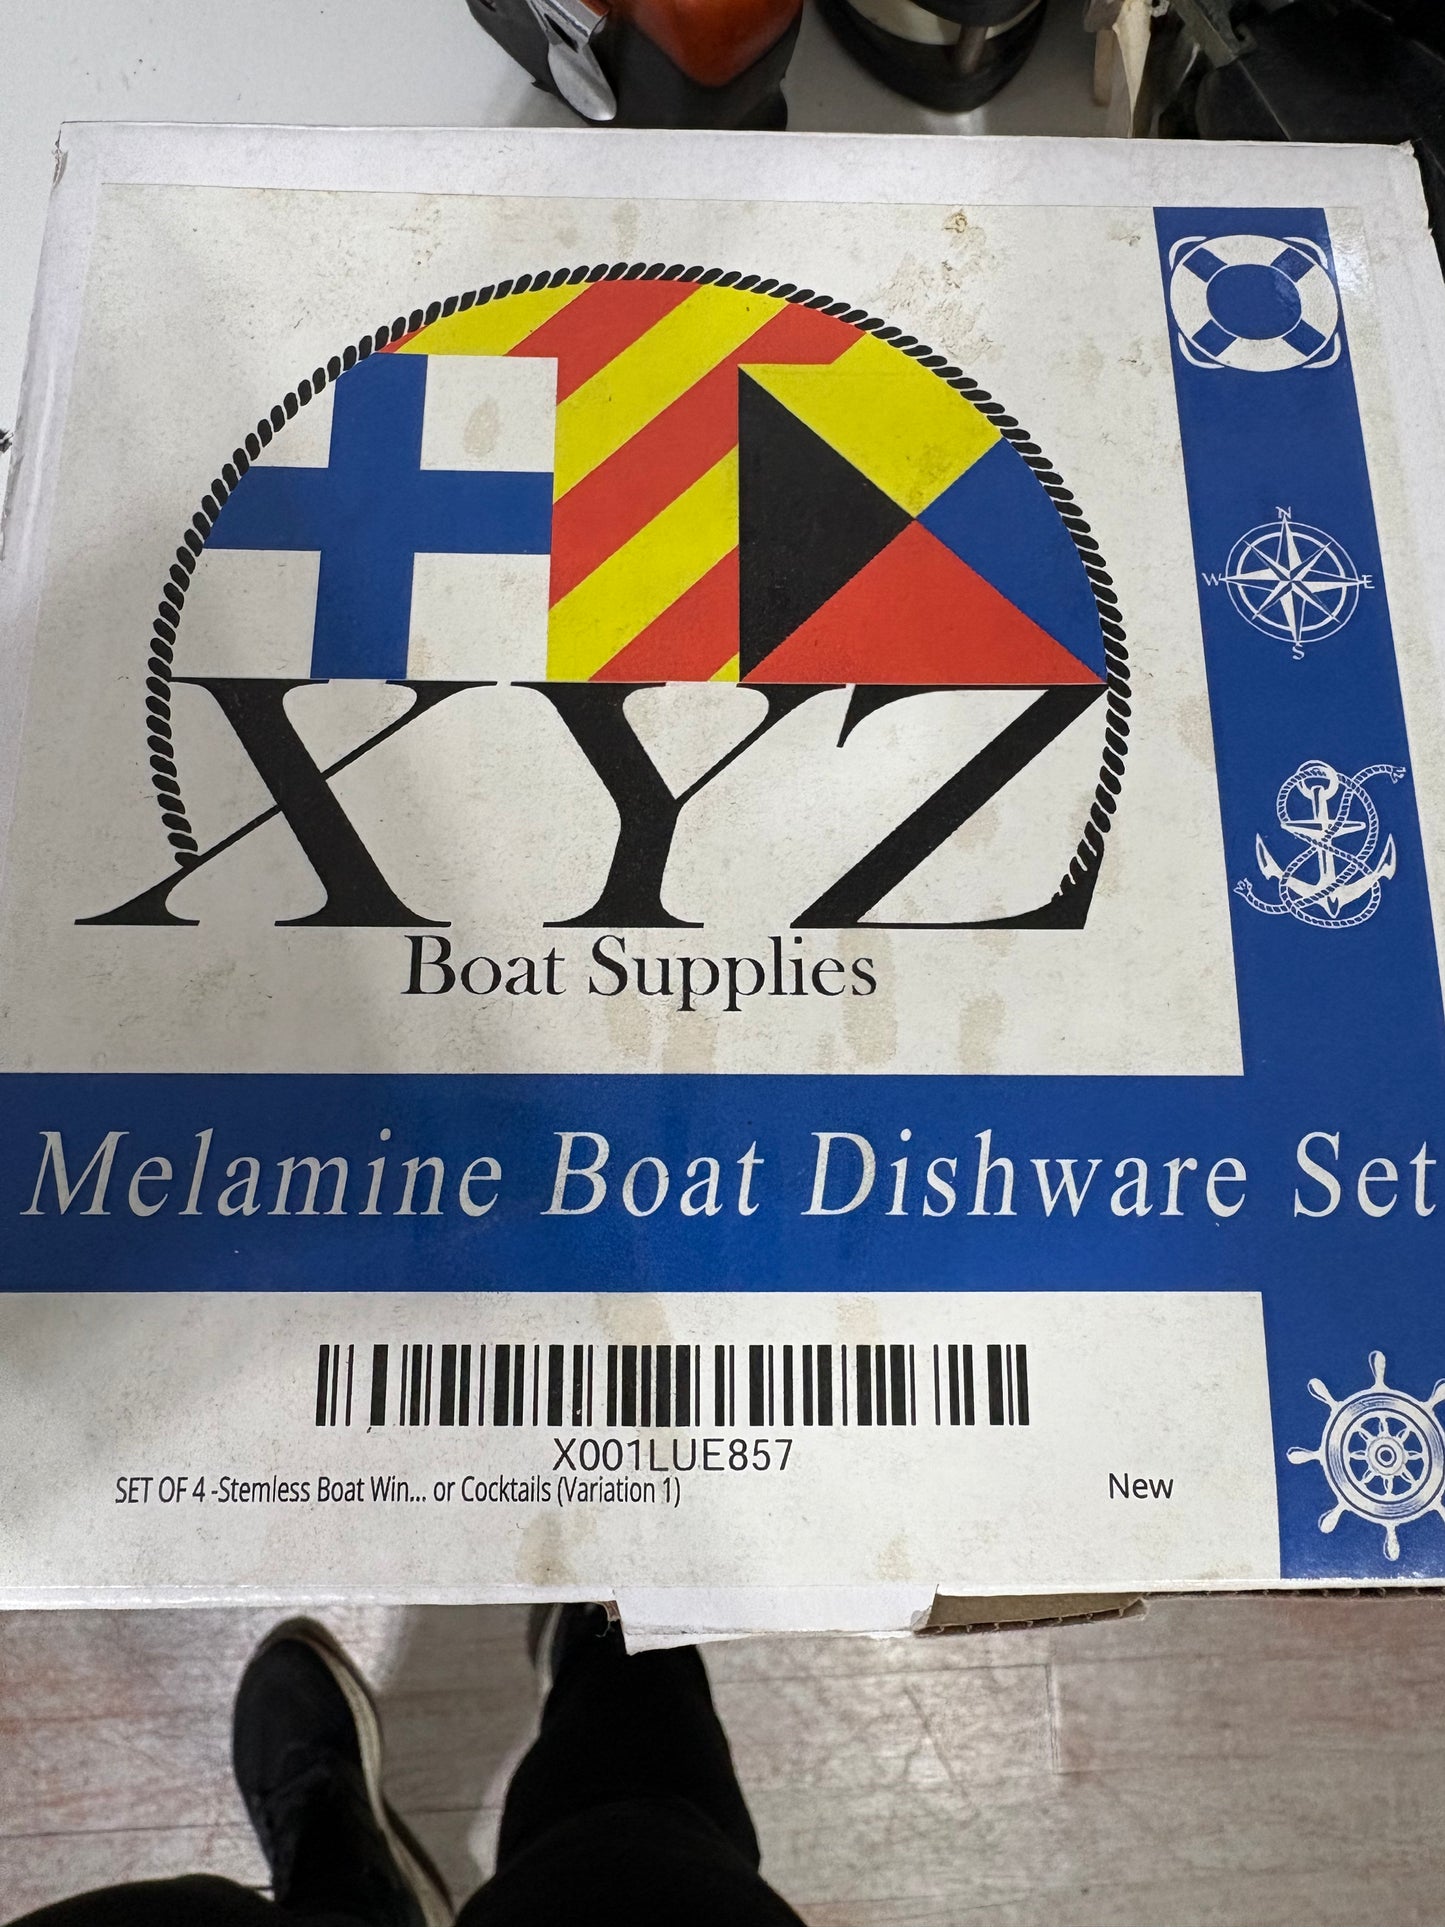 N
W E
S
XYZ
Boat Supplies
Melamine Boat Dishware Set
X001LUE857
SET OF 4 -Stemless Boat Win... or Cocktails (Variation 1)
New